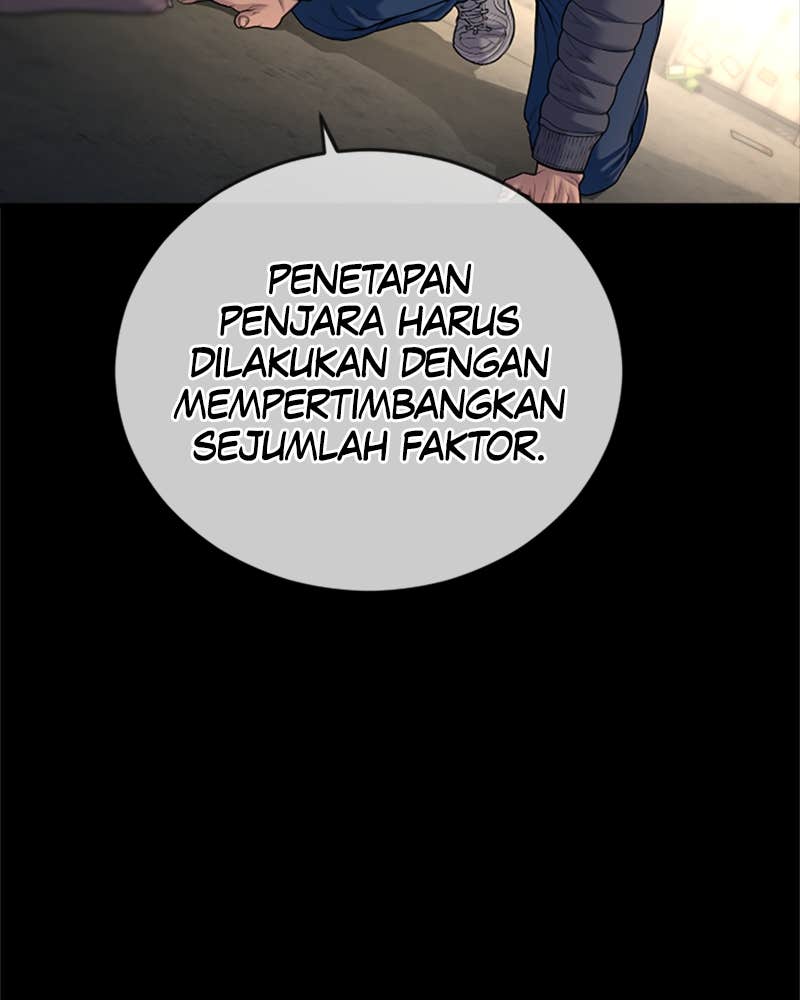 PENETAPAN
PENJARA HARUS
DILAKUKAN DENGAN
MEMPERTIMBANGKAN
SEJUMLAH FAKTOR.